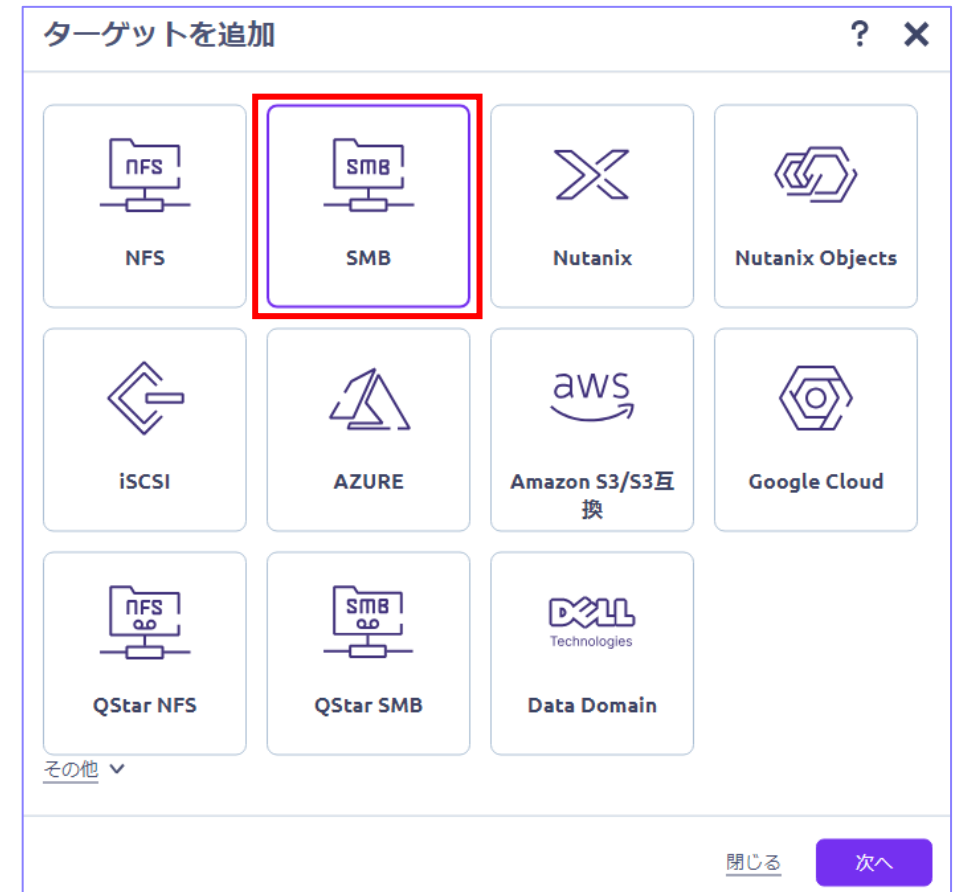 ターゲットを追加 ? ×
NFS SMB
NFS SMB Nutanix Nutanix Objects
aws
iSCSI AZURE Amazon S3/S3互 Google Cloud
換
NFS SMB DELL
Technologies
QStar NFS QStar SMB Data Domain
その他
閉じる 次へ